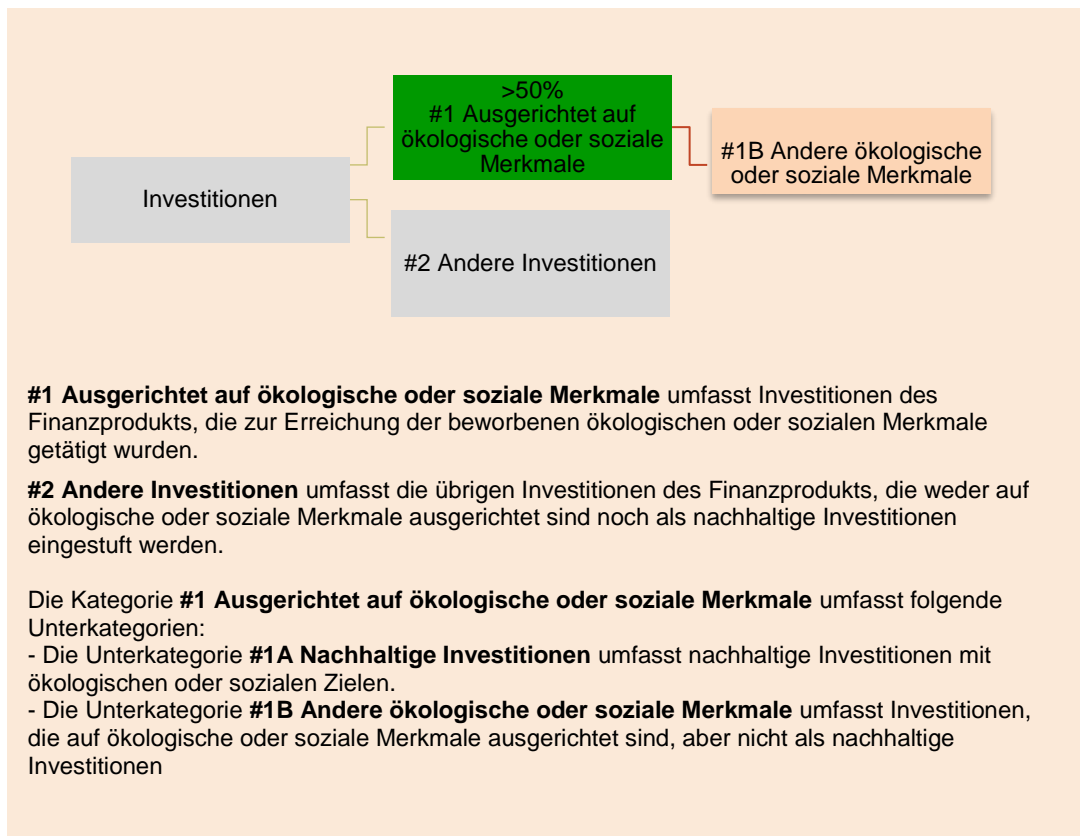 >50%
#1 Ausgerichtet auf
ökologische oder soziale
Merkmale
#1B Andere ökologische
oder soziale Merkmale
Investitionen
#2 Andere Investitionen
#1 Ausgerichtet auf ökologische oder soziale Merkmale umfasst Investitionen des
Finanzprodukts, die zur Erreichung der beworbenen ökologischen oder sozialen Merkmale
getätigt wurden.
#2 Andere Investitionen umfasst die übrigen Investitionen des Finanzprodukts, die weder auf
ökologische oder soziale Merkmale ausgerichtet sind noch als nachhaltige Investitionen
eingestuft werden.
Die Kategorie #1 Ausgerichtet auf ökologische oder soziale Merkmale umfasst folgende
Unterkategorien:
- Die Unterkategorie #1A Nachhaltige Investitionen umfasst nachhaltige Investitionen mit
ökologischen oder sozialen Zielen.
- Die Unterkategorie #1B Andere ökologische oder soziale Merkmale umfasst Investitionen,
die auf ökologische oder soziale Merkmale ausgerichtet sind, aber nicht als nachhaltige
Investitionen